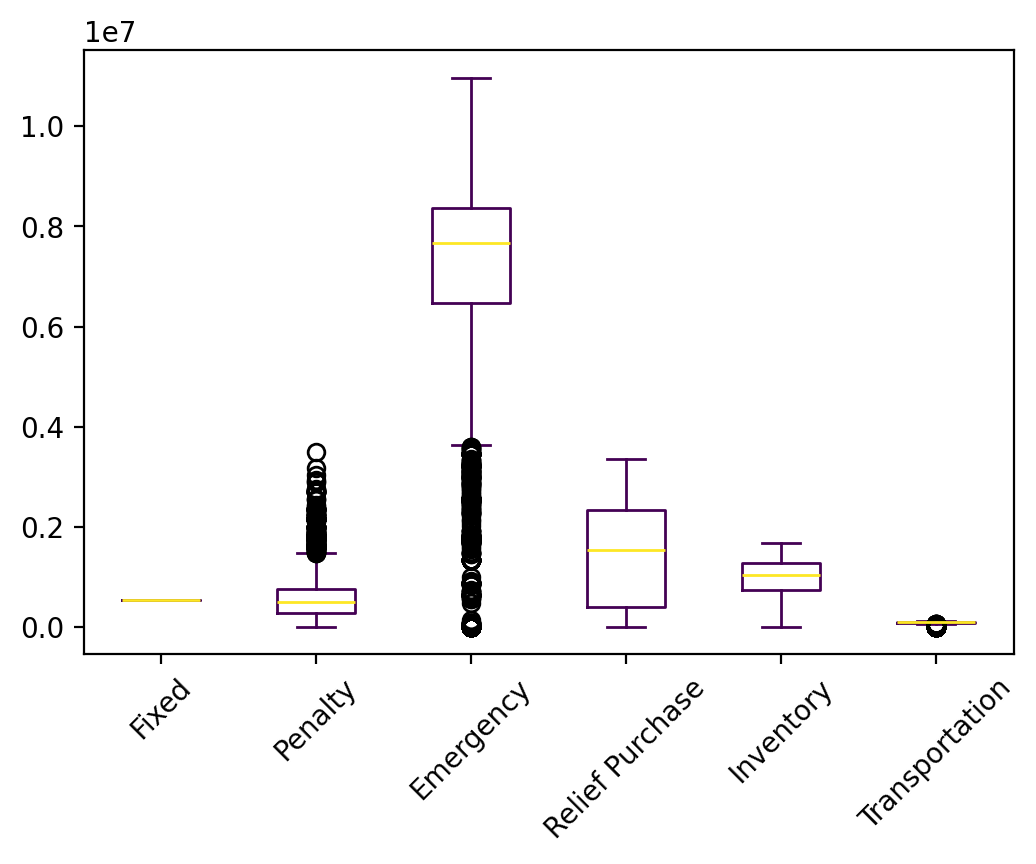 1e7
1.0
0.8
0.6
0.4
0.2
0.0
Fixed
Penalty
Emergency
Relief Purchase
Inventory
Transportation